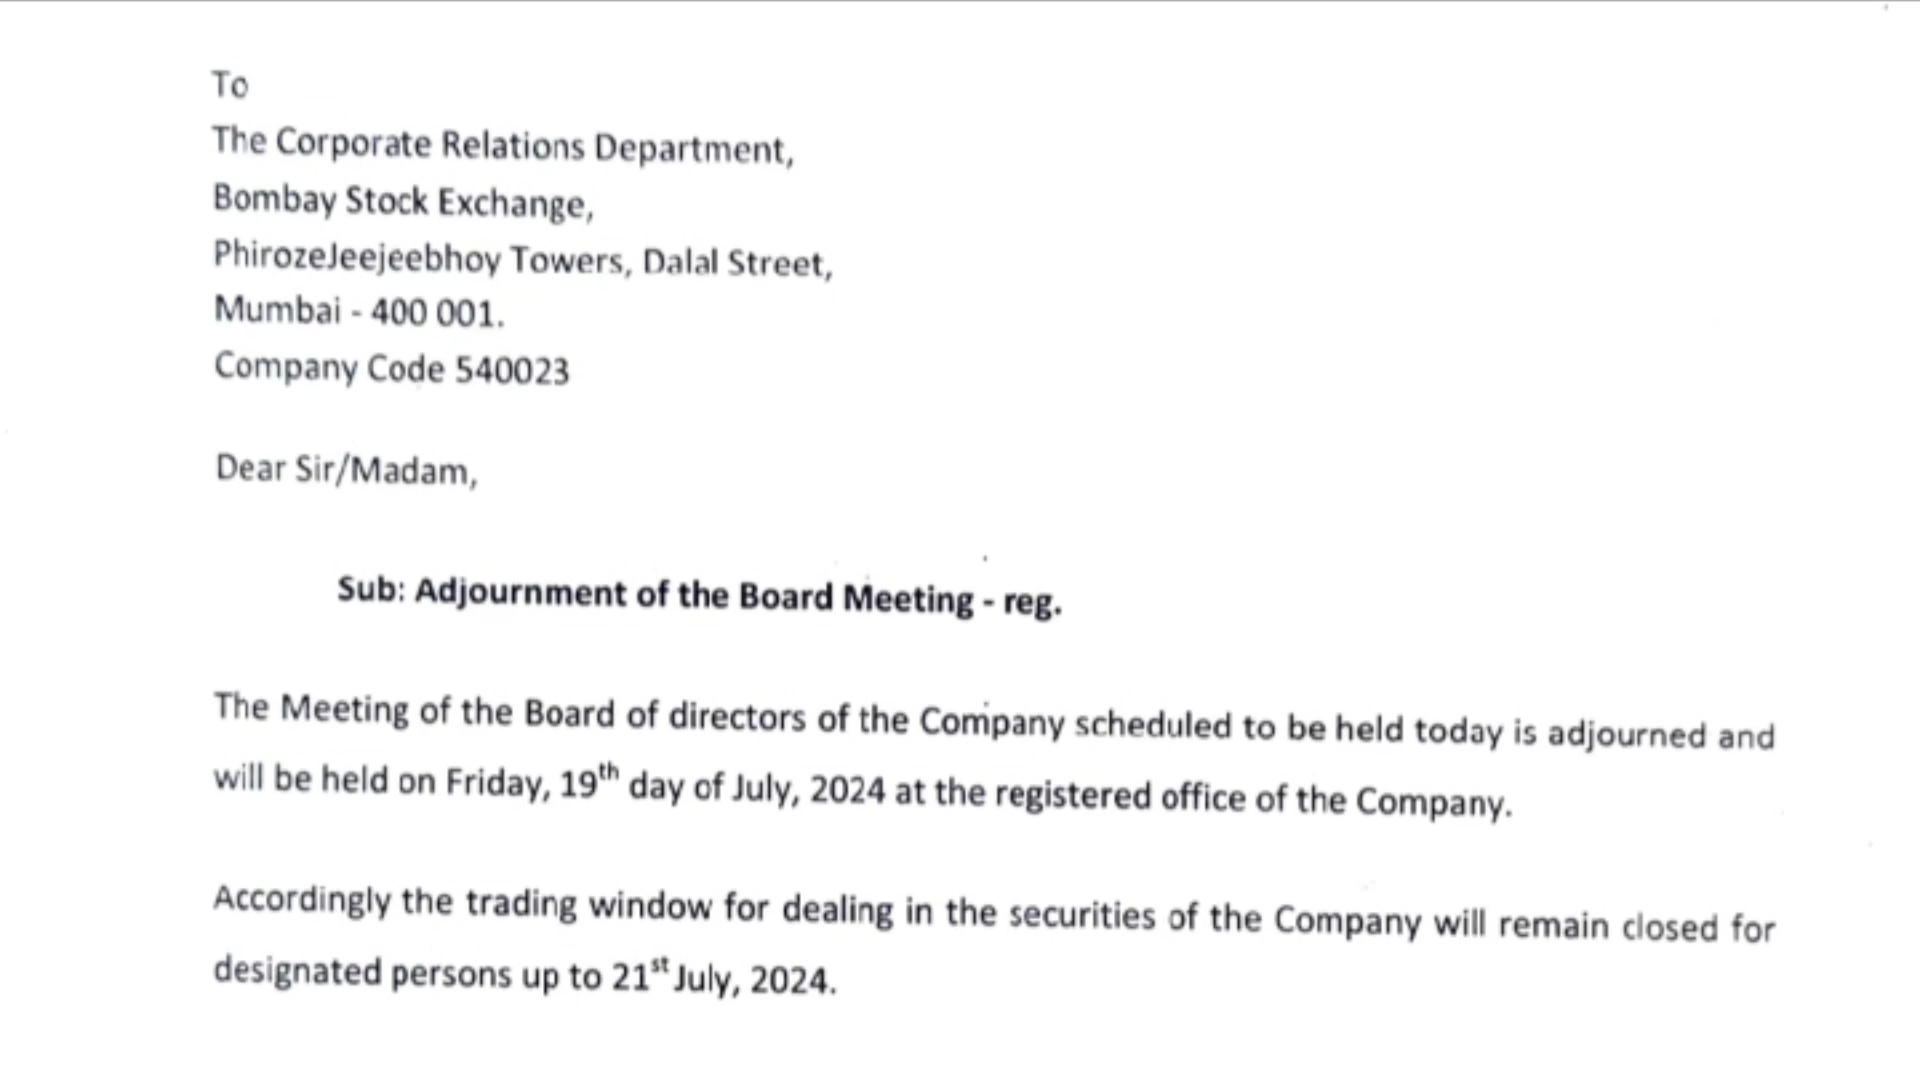 To
The Corporate Relations Department,
Bombay Stock Exchange,
PhirozeJeejeebhoy Towers, Dalal Street,
Mumbai - 400 001.
Company Code 540023
Dear Sir/Madam,
Sub: Adjournment of the Board Meeting - reg.
The Meeting of the Board of directors of the Company scheduled to be held today is adjourned and
will be held on Friday, 19th day of July, 2024 at the registered office of the Company.
Accordingly the trading window for dealing in the securities of the Company will remain closed for
designated persons up to 21st July, 2024.